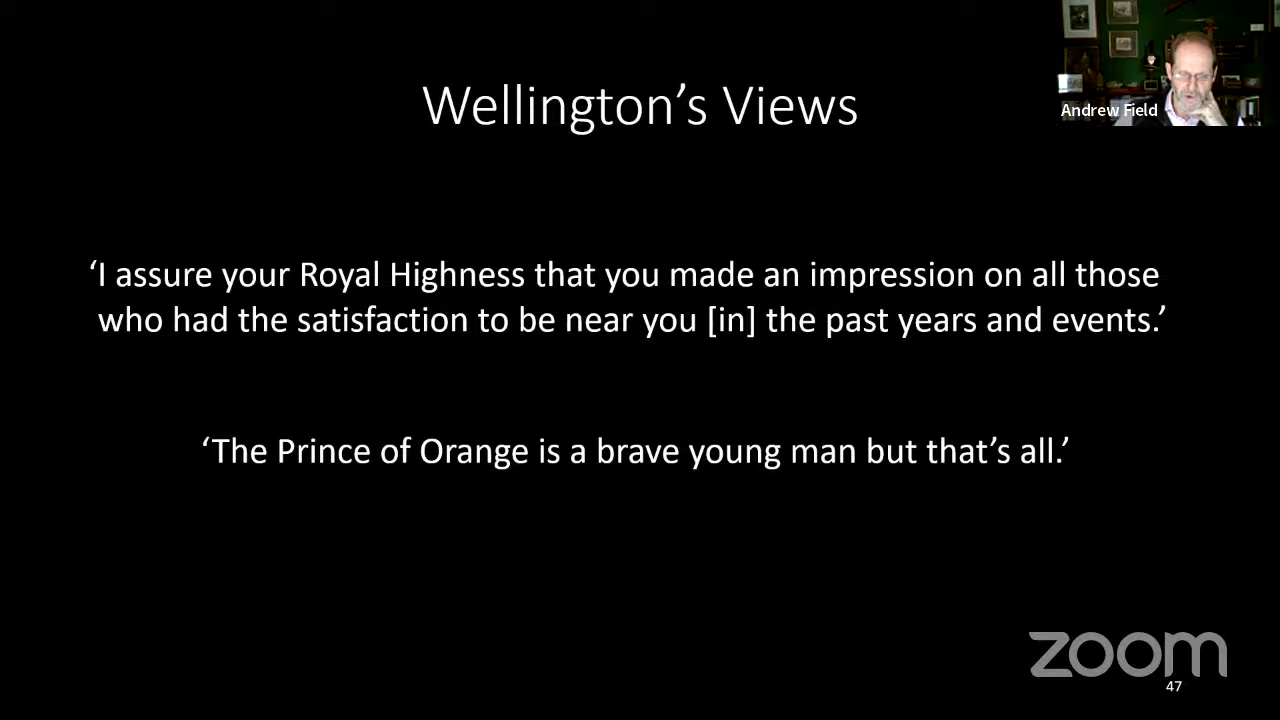 Andrew Field
Wellington’s Views
‘I assure your Royal Highness that you made an impression on all those
who had the satisfaction to be near you [in] the past years and events.’
‘The Prince of Orange is a brave young man but that’s all.’
zoom
47